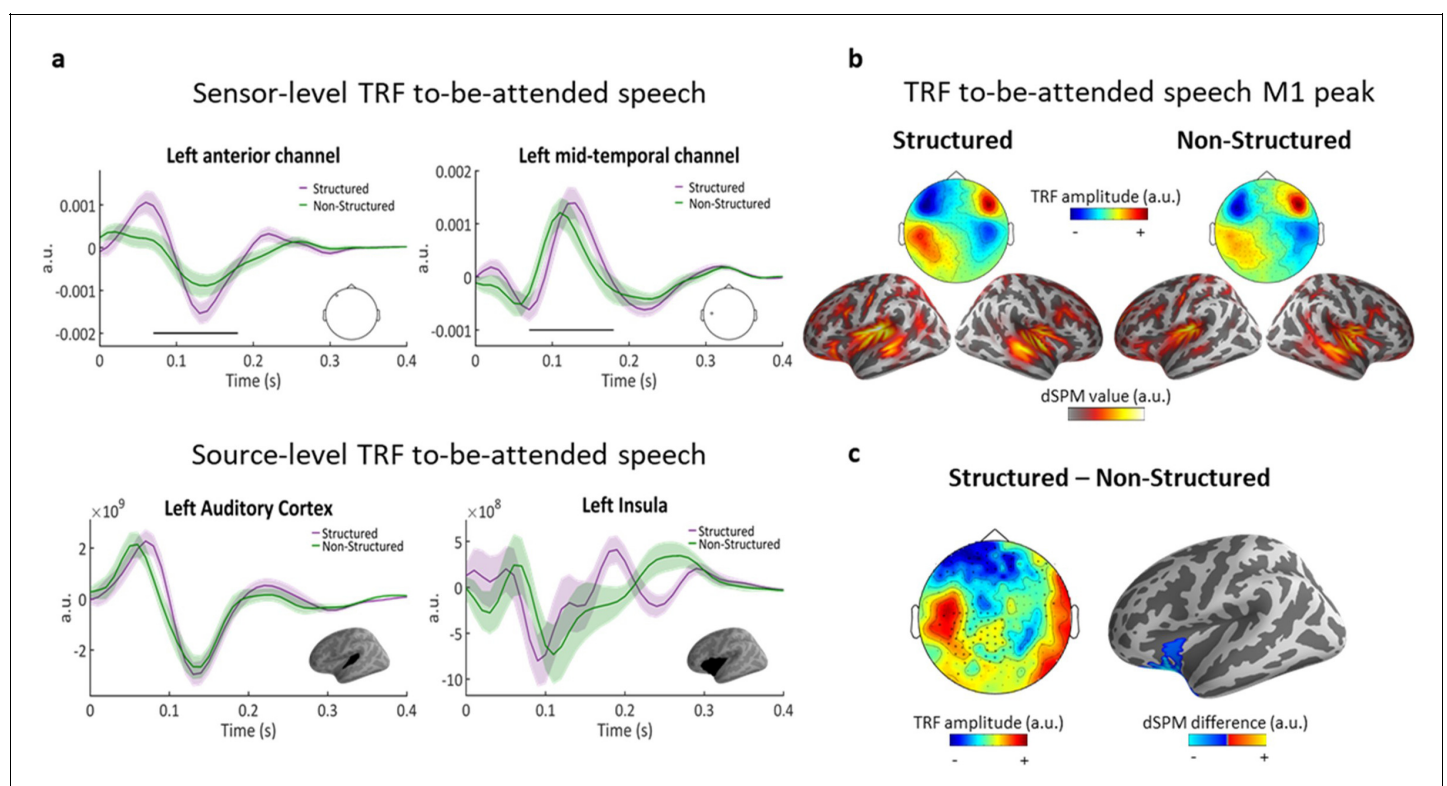 a
Sensor-level TRF to-be-attended speech
Left anterior channel
Structured
Non-Structured
0.001
0
-0.001
-0.002
a.u.
0 0.1 0.2 0.3 0.4
Time (s)
Left mid-temporal channel
Structured
Non-Structured
0.002
0.001
0
-0.001
a.u.
0 0.1 0.2 0.3 0.4
Time (s)
Source-level TRF to-be-attended speech
Left Auditory Cortex
×10⁹
Structured
Non-Structured
2
0
-2
a.u.
0 0.1 0.2 0.3 0.4
Time (s)
Left Insula
×10⁸
Structured
Non-Structured
5
0
-5
-10
a.u.
0 0.1 0.2 0.3 0.4
Time (s)
b
TRF to-be-attended speech M1 peak
Structured
Non-Structured
TRF amplitude (a.u.)
- +
dSPM value (a.u.)
c
Structured – Non-Structured
TRF amplitude (a.u.)
- +
dSPM difference (a.u.)
- +